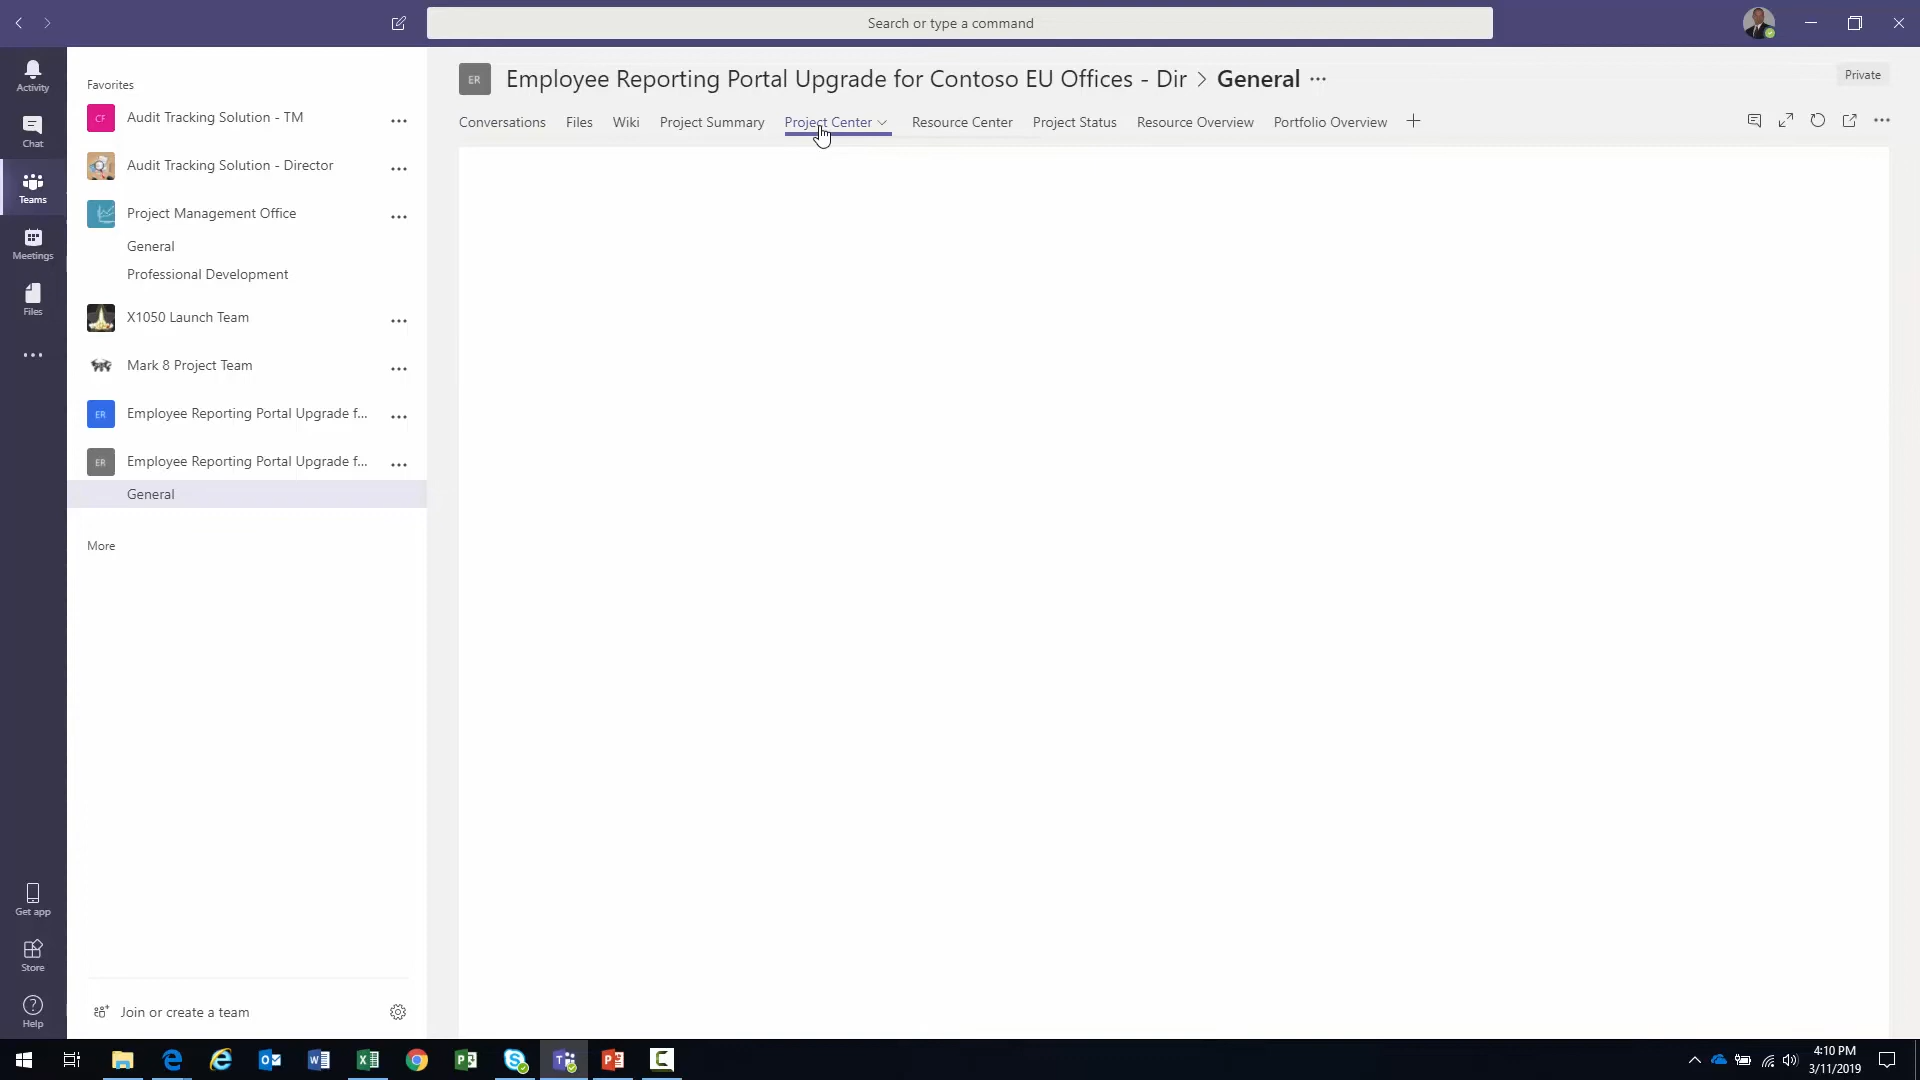 Search or type a command
Activity
Chat
Teams
Meetings
Files
Get app
Store
Help
Favorites
CF Audit Tracking Solution - TM
Audit Tracking Solution - Director
Project Management Office
General
Professional Development
X1050 Launch Team
Mark 8 Project Team
ER Employee Reporting Portal Upgrade f...
ER Employee Reporting Portal Upgrade f...
General
More
Join or create a team
ER Employee Reporting Portal Upgrade for Contoso EU Offices - Dir > General ...
Private
Conversations Files Wiki Project Summary Project Center Resource Center Project Status Resource Overview Portfolio Overview
4:10 PM
3/11/2019